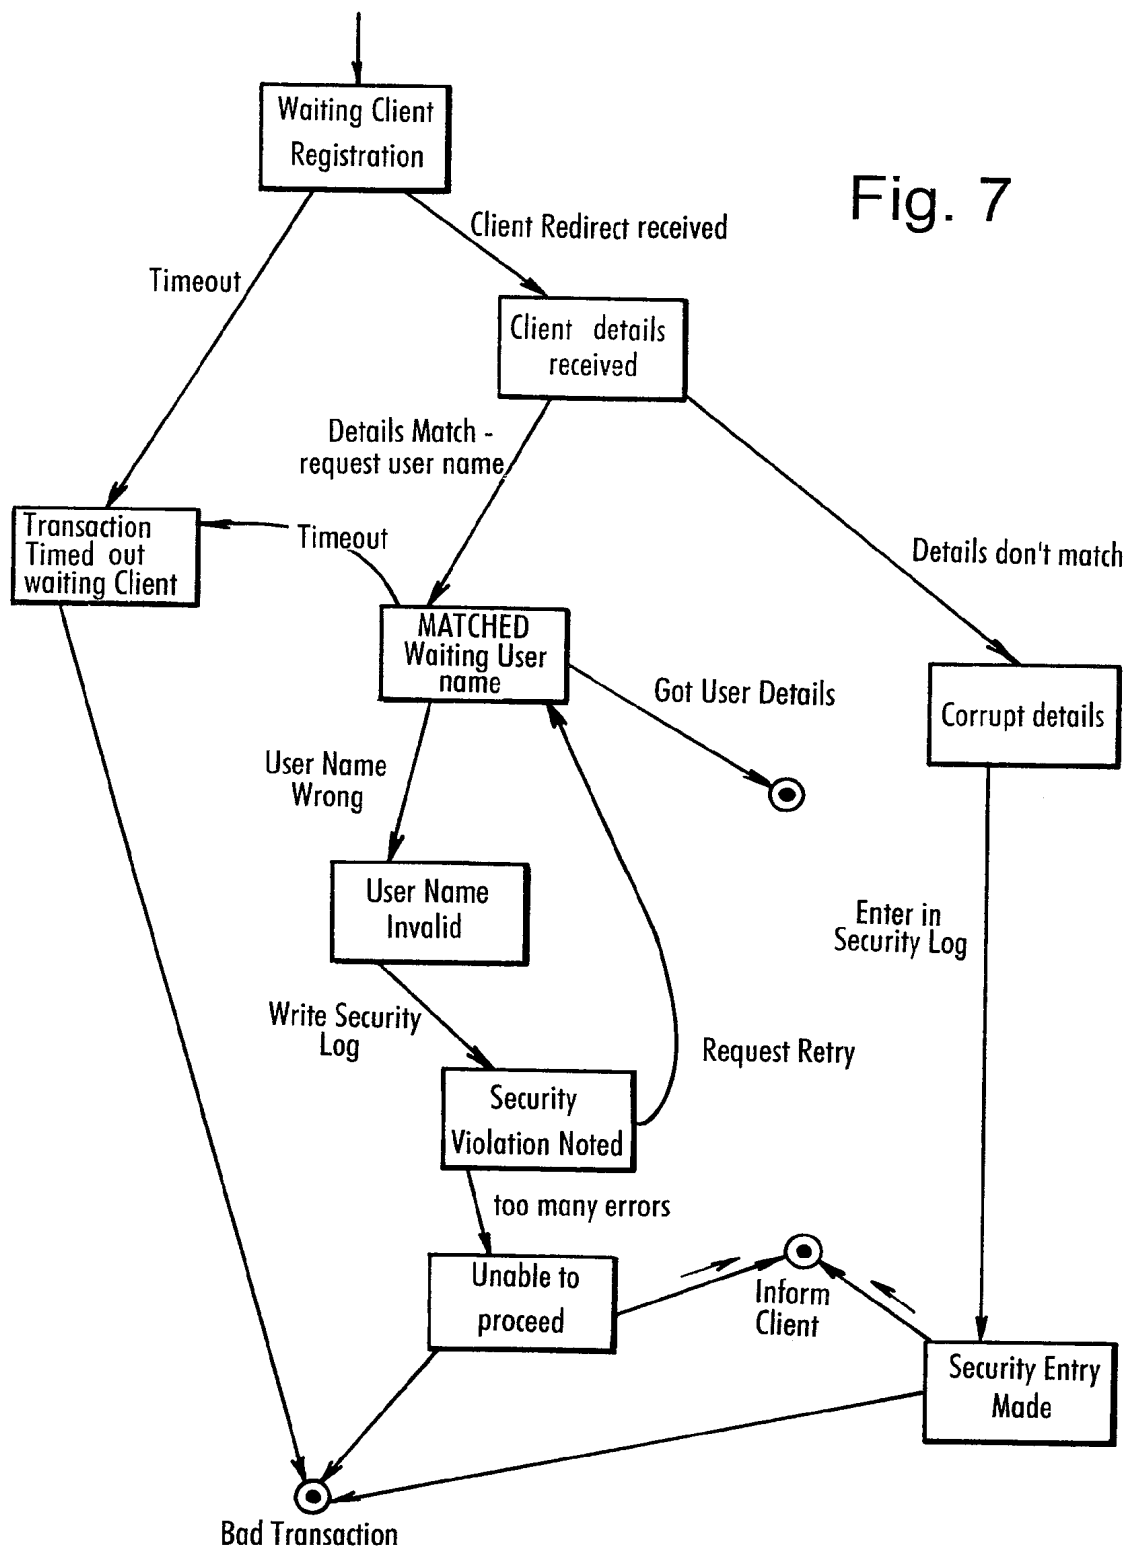 Waiting Client
Registration
Fig. 7
Client Redirect received
Timeout
Client details
received
Details Match -
request user name
Transaction
Timed out
waiting Client
Timeout
Details don't match
MATCHED
Waiting User
name
Got User Details
Corrupt details
User Name
Wrong
User Name
Invalid
Enter in
Security Log
Write Security
Log
Request Retry
Security
Violation Noted
too many errors
Unable to
proceed
Inform
Client
Security Entry
Made
Bad Transaction